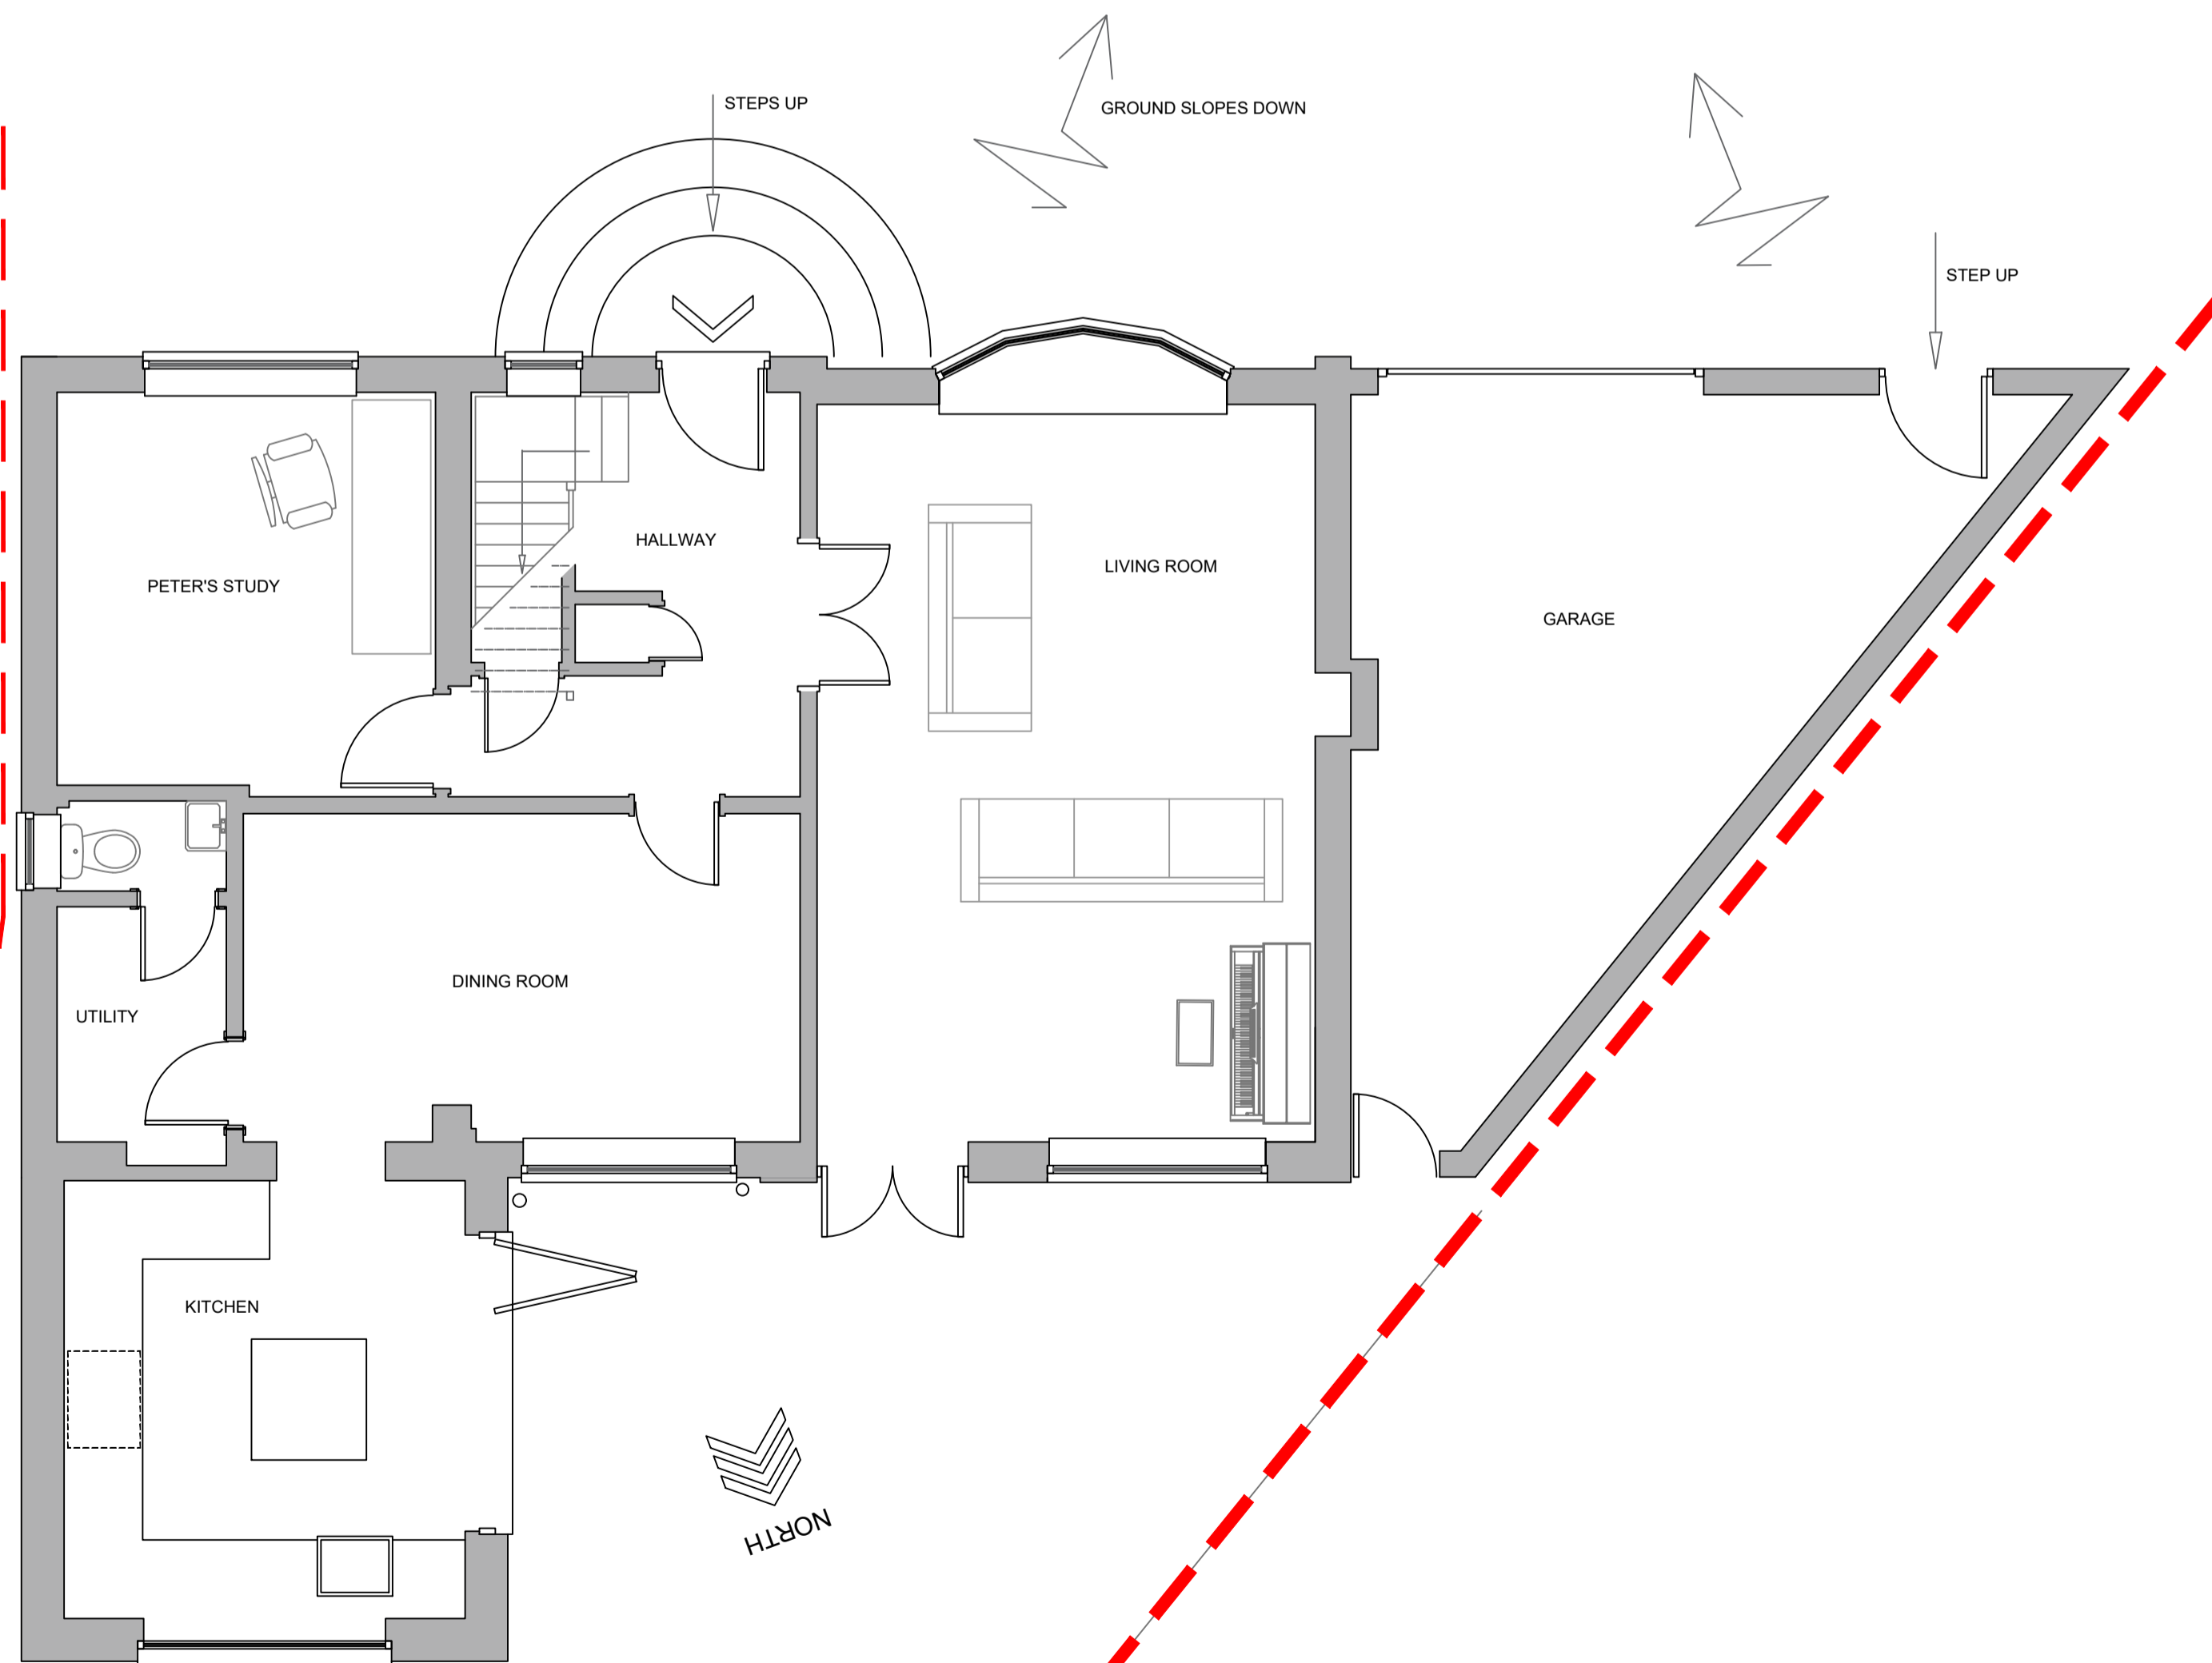 STEPS UP
GROUND SLOPES DOWN
STEP UP
HALLWAY
LIVING ROOM
PETER'S STUDY
GARAGE
DINING ROOM
UTILITY
KITCHEN
NORTH